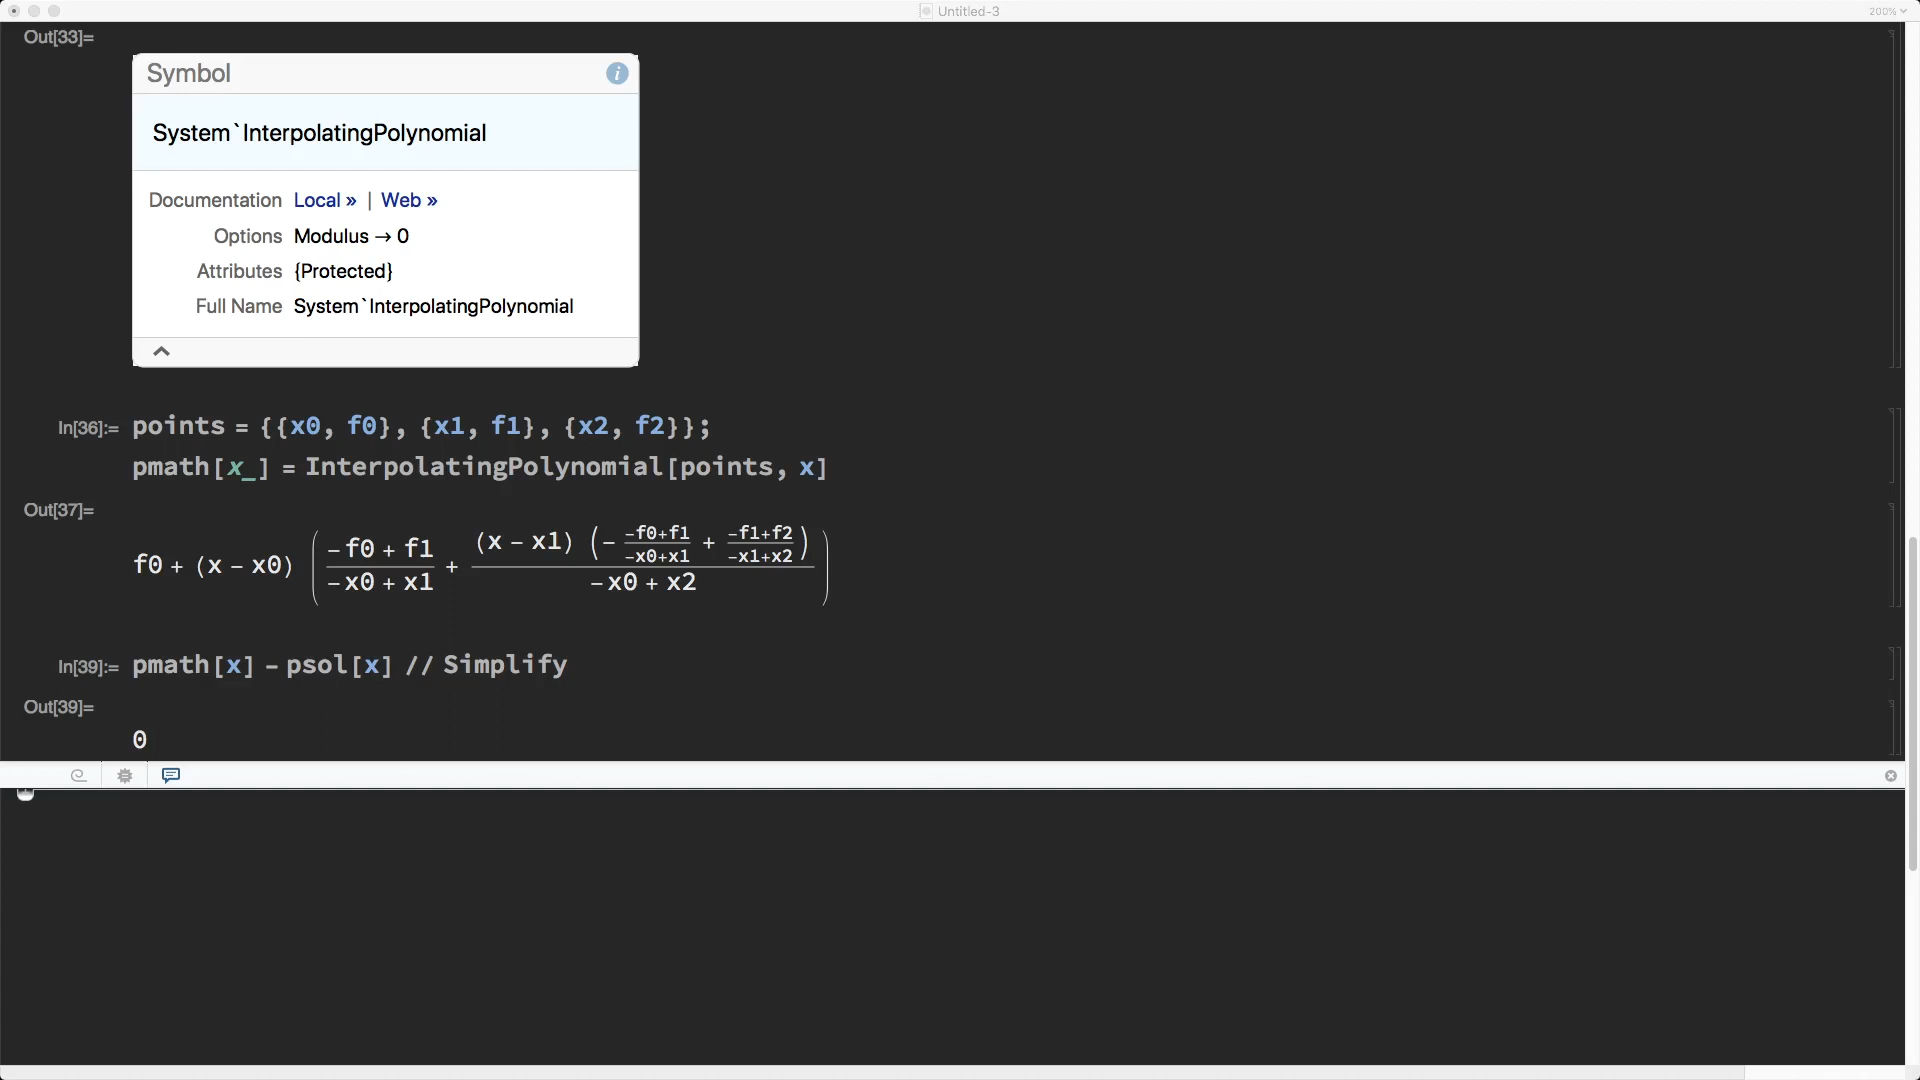 Untitled-3
200%
Out[33]=
Symbol
System`InterpolatingPolynomial
Documentation Local » | Web »
Options Modulus → 0
Attributes {Protected}
Full Name System`InterpolatingPolynomial
In[36]:= points = {{x0, f0}, {x1, f1}, {x2, f2}};
pmath[x_] = InterpolatingPolynomial[points, x]
Out[37]=
f0 + (x - x0) ((-f0 + f1)/(-x0 + x1) + ((x - x1) (-(-f0+f1)/(-x0+x1) + (-f1+f2)/(-x1+x2)))/(-x0 + x2))
In[39]:= pmath[x] - psol[x] // Simplify
Out[39]=
0